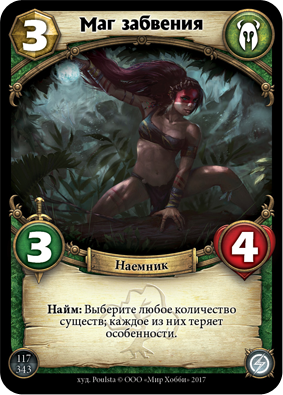 3
Маг забвения
3
4
Наемник
Найм: Выберите любое количество
существ; каждое из них теряет
особенности.
117
343
худ. Poulsta © ООО «Мир Хобби» 2017